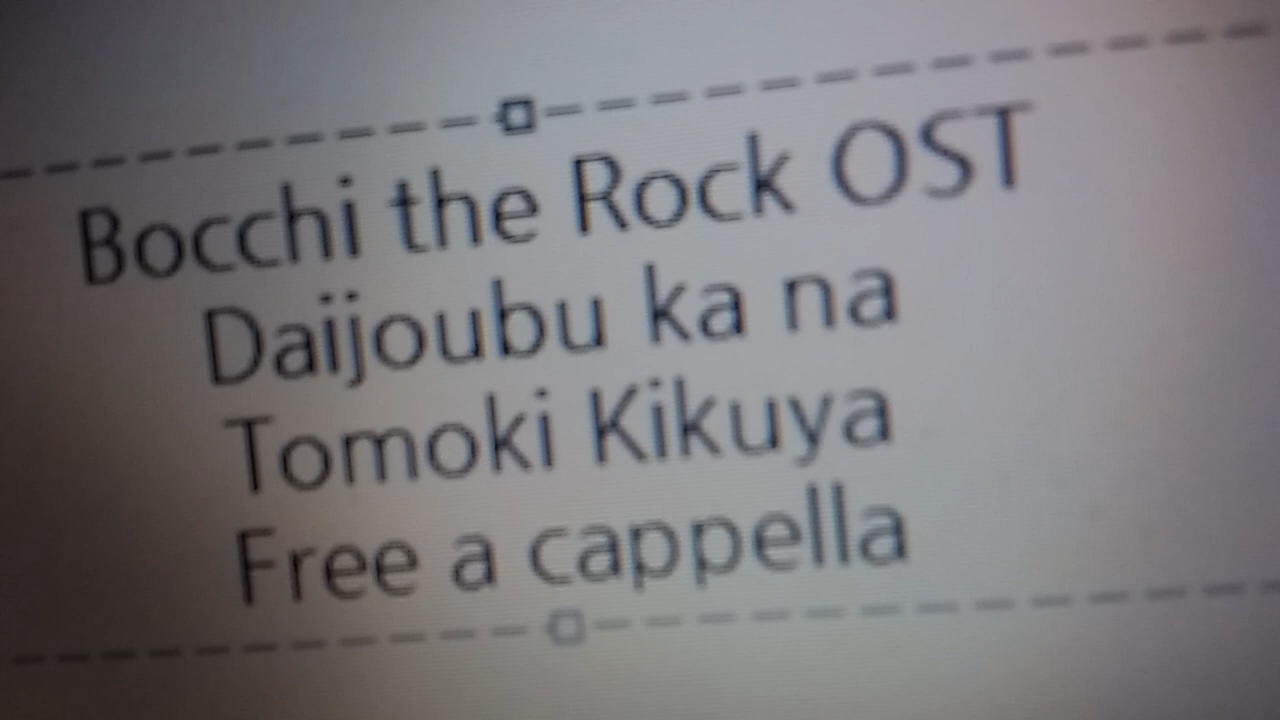 Bocchi the Rock OST
Daijoubu ka na
Tomoki Kikuya
Free a cappella